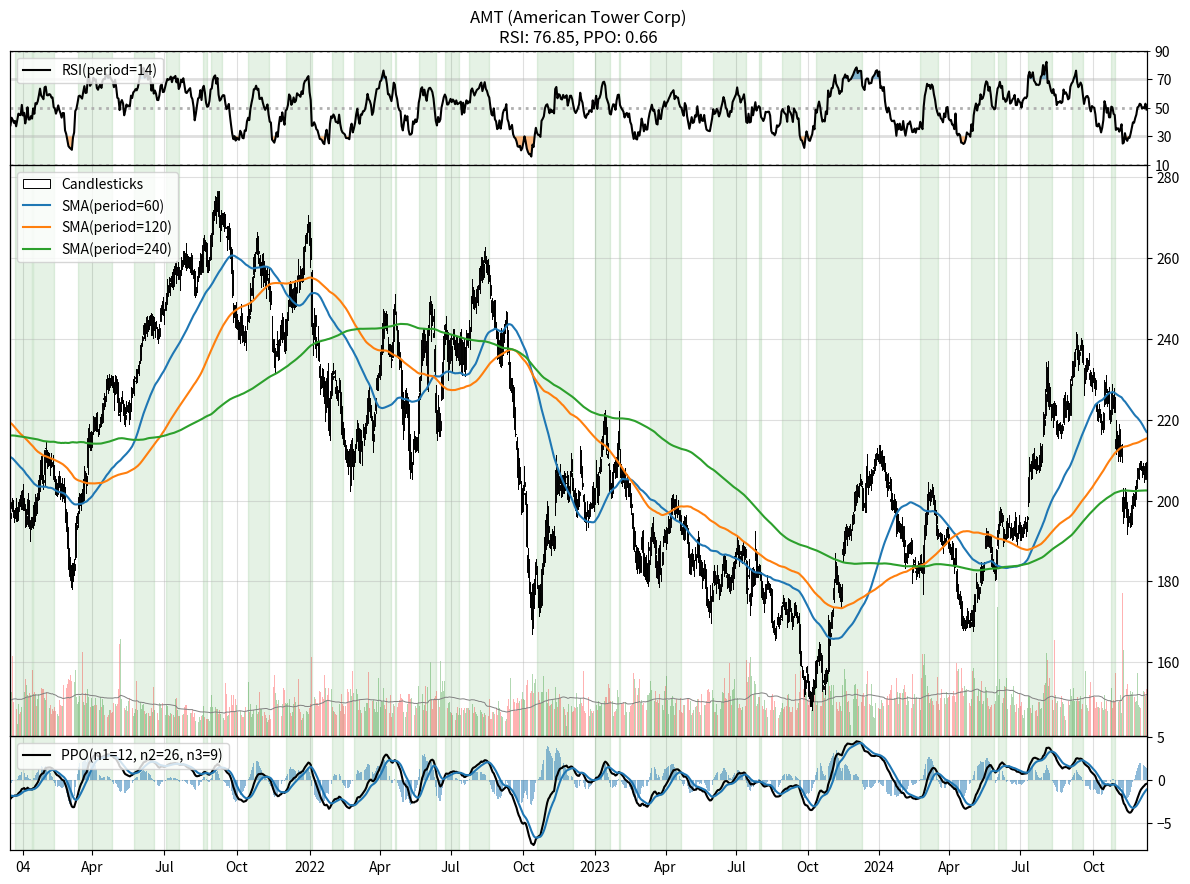 AMT (American Tower Corp)
RSI: 76.85, PPO: 0.66
RSI(period=14)
90
70
50
30
10
Candlesticks
SMA(period=60)
SMA(period=120)
SMA(period=240)
280
260
240
220
200
180
160
PPO(n1=12, n2=26, n3=9)
5
0
−5
04 Apr Jul Oct 2022 Apr Jul Oct 2023 Apr Jul Oct 2024 Apr Jul Oct